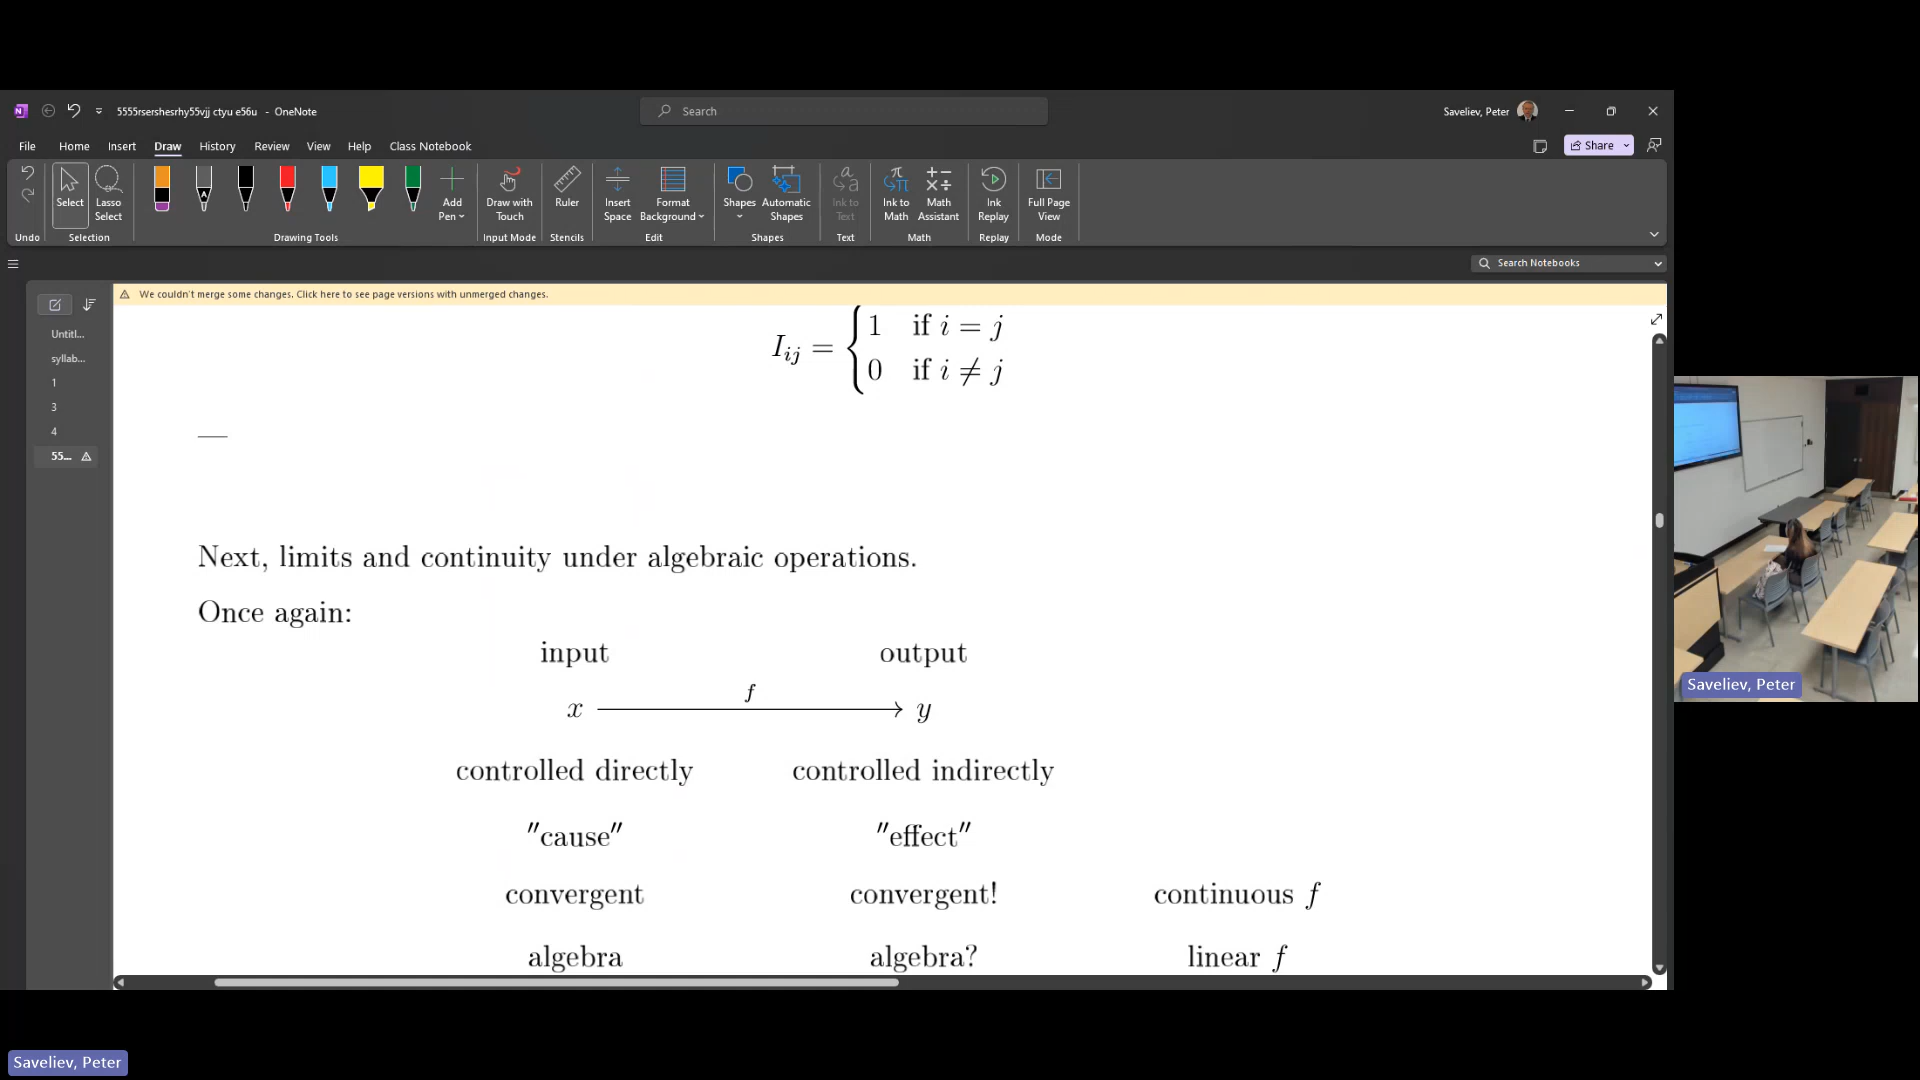 5555rsershesrhy55vjj ctyu e56u - OneNote
Search
Saveliev, Peter
File Home Insert Draw History Review View Help Class Notebook
Share
Select
Lasso Select
Add Pen
Draw with Touch
Ruler
Insert Space
Format Background
Shapes
Automatic Shapes
Ink to Text
Ink to Math
Math Assistant
Ink Replay
Full Page View
Undo Selection Drawing Tools Input Mode Stencils Edit Shapes Text Math Replay Mode
Search Notebooks
We couldn't merge some changes. Click here to see page versions with unmerged changes.
Untitl...
syllab...
1
3
4
55...
I_{ij} = { 1 if i = j
0 if i ≠ j
Next, limits and continuity under algebraic operations.
Once again:
input output
x f y
controlled directly controlled indirectly
"cause" "effect"
convergent convergent! continuous f
algebra algebra? linear f
Saveliev, Peter
Saveliev, Peter